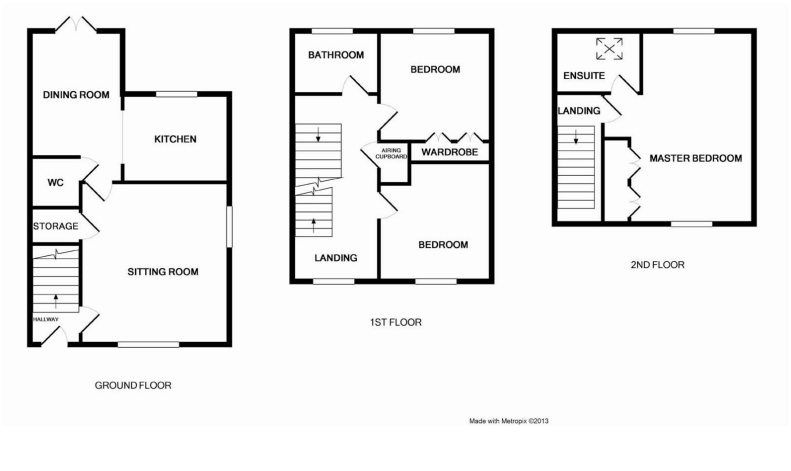 DINING ROOM
KITCHEN
WC
STORAGE
SITTING ROOM
HALLWAY
GROUND FLOOR
BATHROOM
BEDROOM
AIRING
CUPBOARD
WARDROBE
BEDROOM
LANDING
1ST FLOOR
ENSUITE
LANDING
MASTER BEDROOM
2ND FLOOR
Made with Metropix ©2013